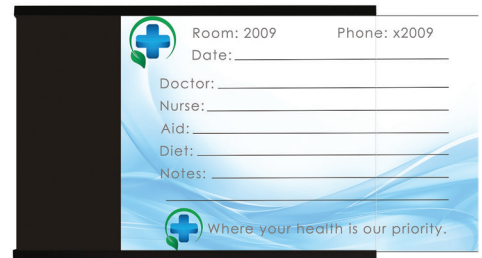 Room: 2009 Phone: x2009
Date:
Doctor:
Nurse:
Aid:
Diet:
Notes:
Where your health is our priority.